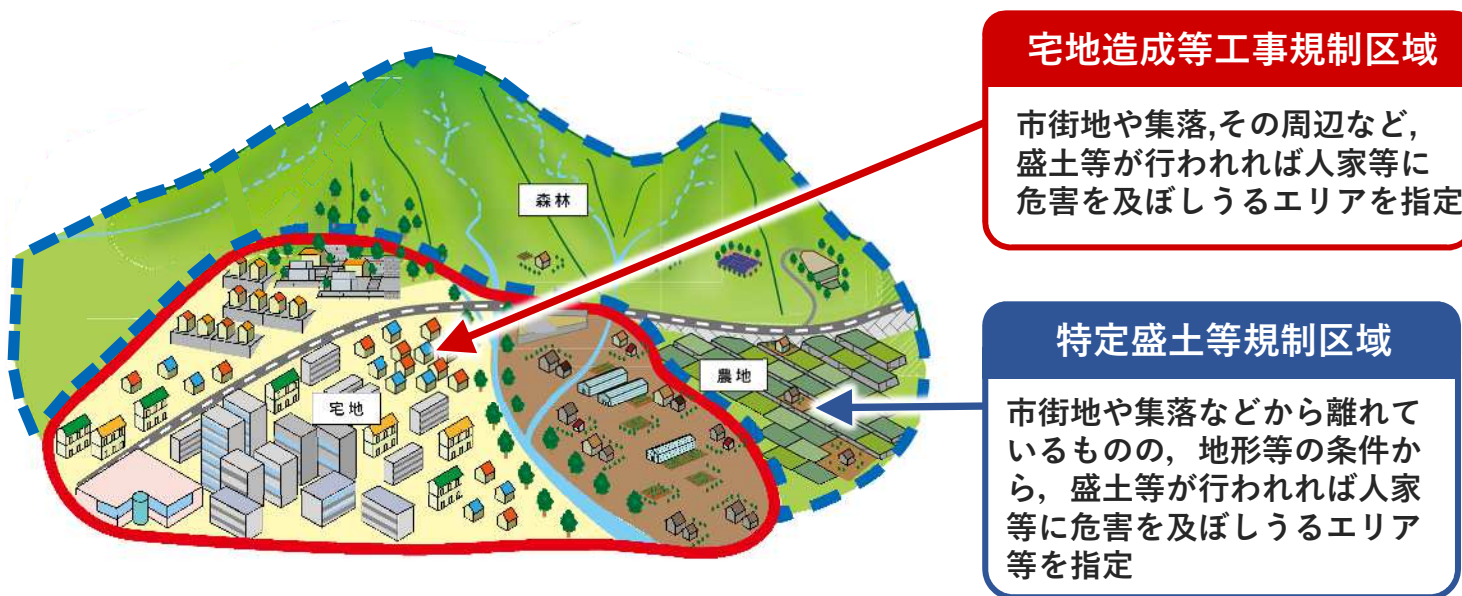 宅地造成等工事規制区域
市街地や集落,その周辺など,
盛土等が行われれば人家等に
危害を及ぼしうるエリアを指定
森林
特定盛土等規制区域
農地
宅地
市街地や集落などから離れて
いるものの，地形等の条件か
ら，盛土等が行われれば人家
等に危害を及ぼしうるエリア
等を指定